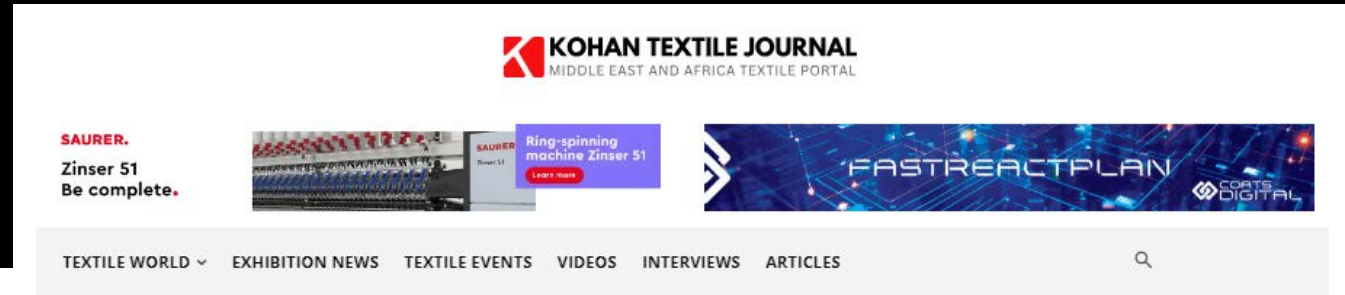 KOHAN TEXTILE JOURNAL
MIDDLE EAST AND AFRICA TEXTILE PORTAL
SAURER.
Zinser 51
Be complete.
SAURER
Zinser 51
Ring-spinning
machine Zinser 51
Learn more
FASTREACTPLAN
COATS
DIGITAL
TEXTILE WORLD EXHIBITION NEWS TEXTILE EVENTS VIDEOS INTERVIEWS ARTICLES